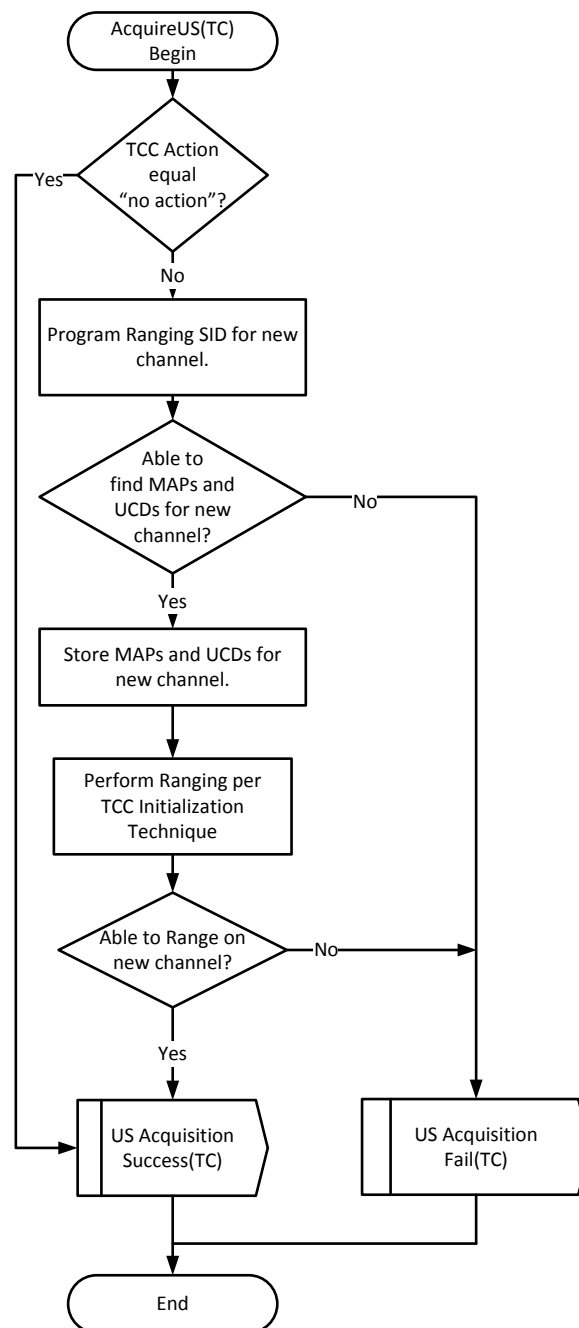 AcquireUS(TC)
Begin
TCC Action
equal
“no action”?
Yes
No
Program Ranging SID for new
channel.
Able to
find MAPs and
UCDs for new
channel?
No
Yes
Store MAPs and UCDs for
new channel.
Perform Ranging per
TCC Initialization
Technique
Able to Range on
new channel?
No
Yes
US Acquisition
Success(TC)
US Acquisition
Fail(TC)
End